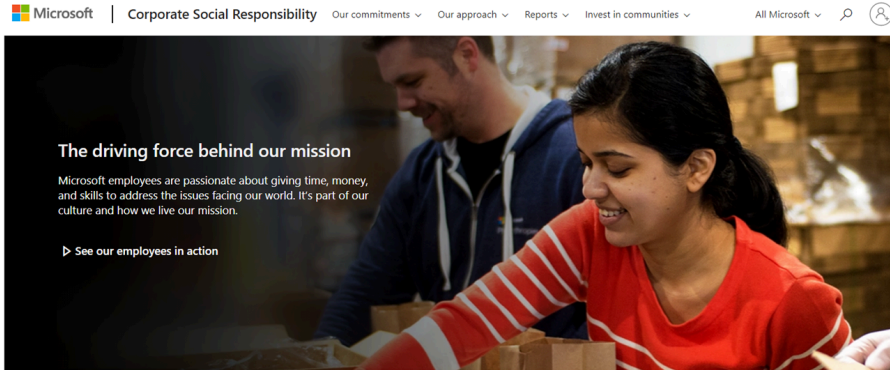 Microsoft
Corporate Social Responsibility
Our commitments
Our approach
Reports
Invest in communities
All Microsoft
The driving force behind our mission
Microsoft employees are passionate about giving time, money,
and skills to address the issues facing our world. It's part of our
culture and how we live our mission.
See our employees in action